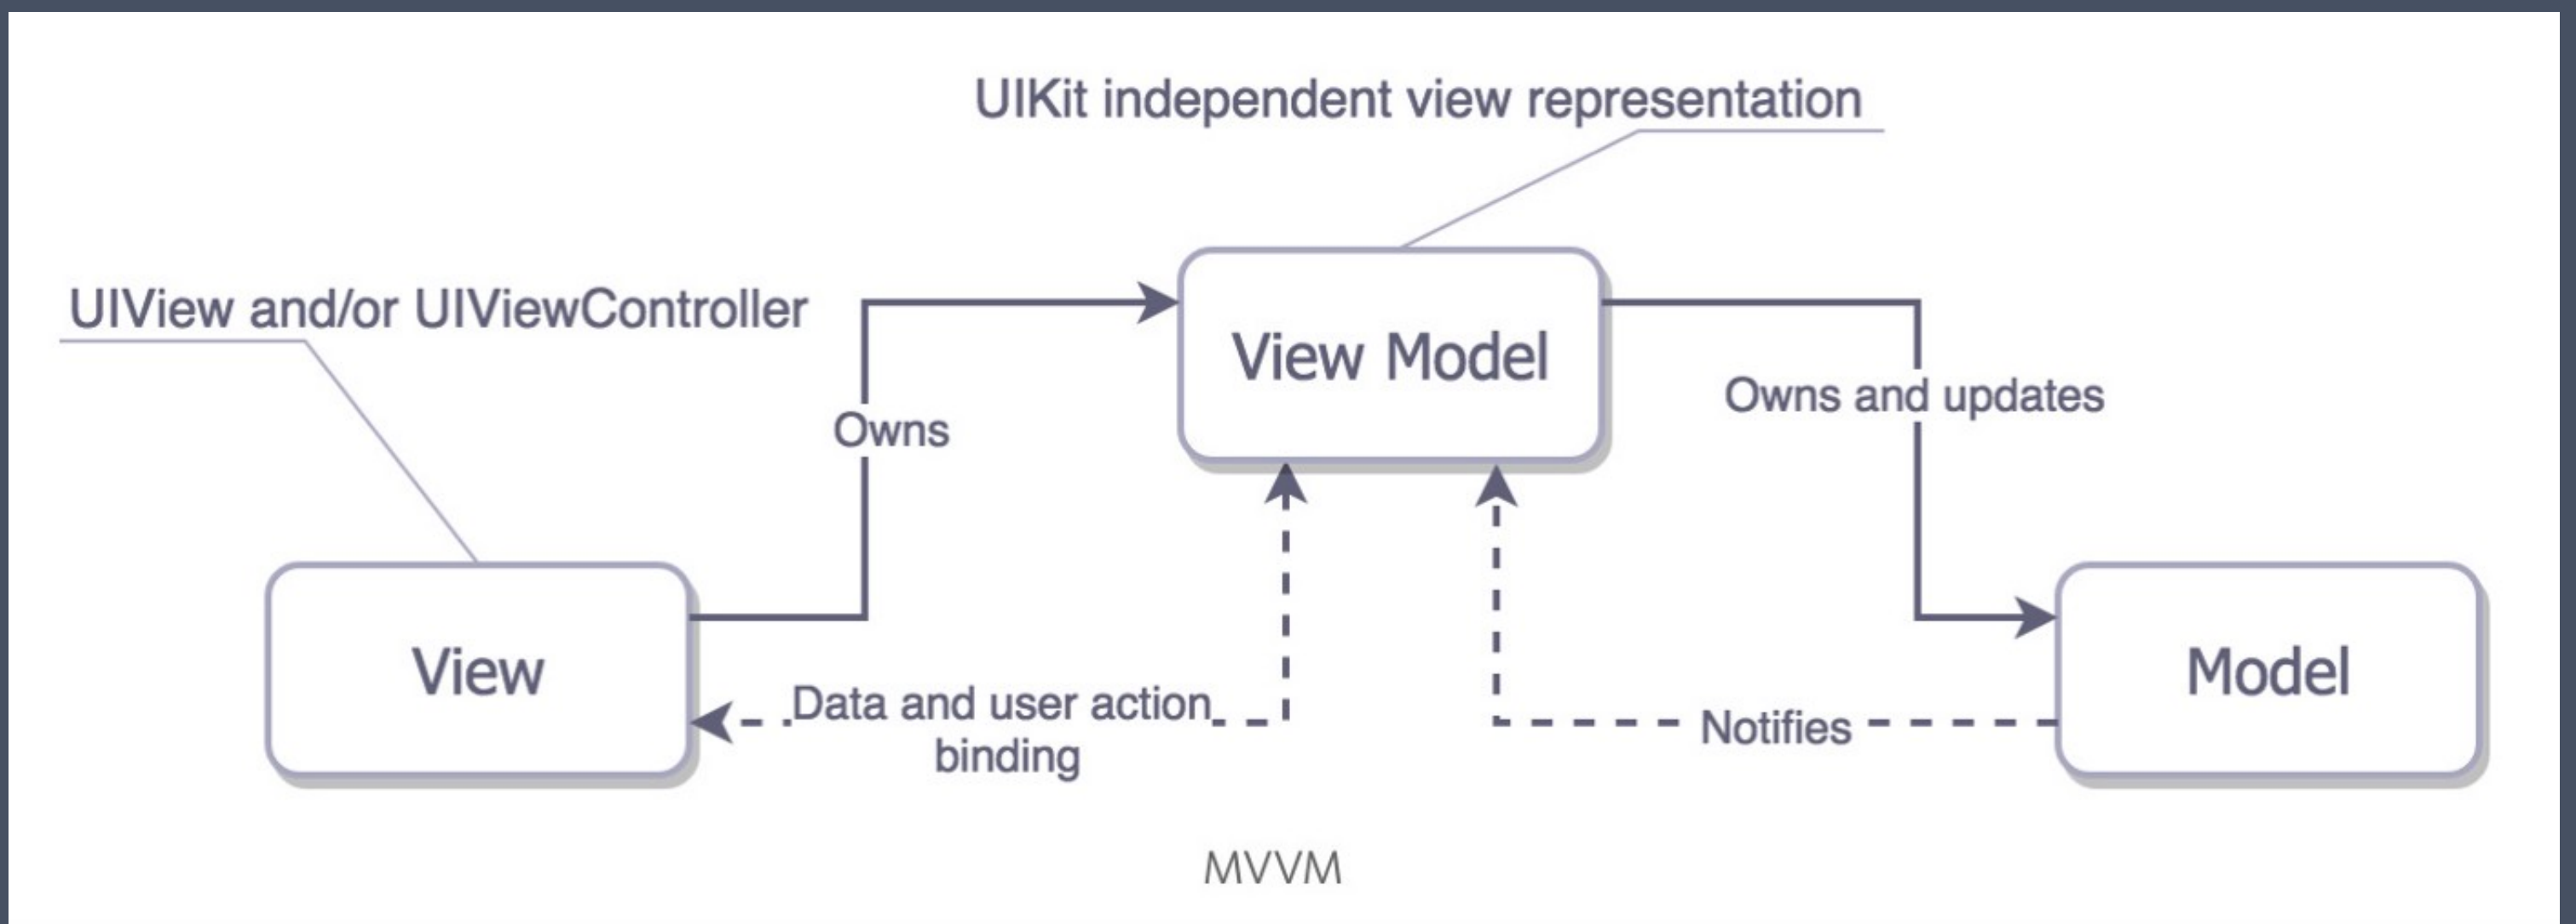 UIKit independent view representation
UIView and/or UIViewController
View Model
Owns and updates
Owns
View
Data and user action
binding
Notifies
Model
MVVM